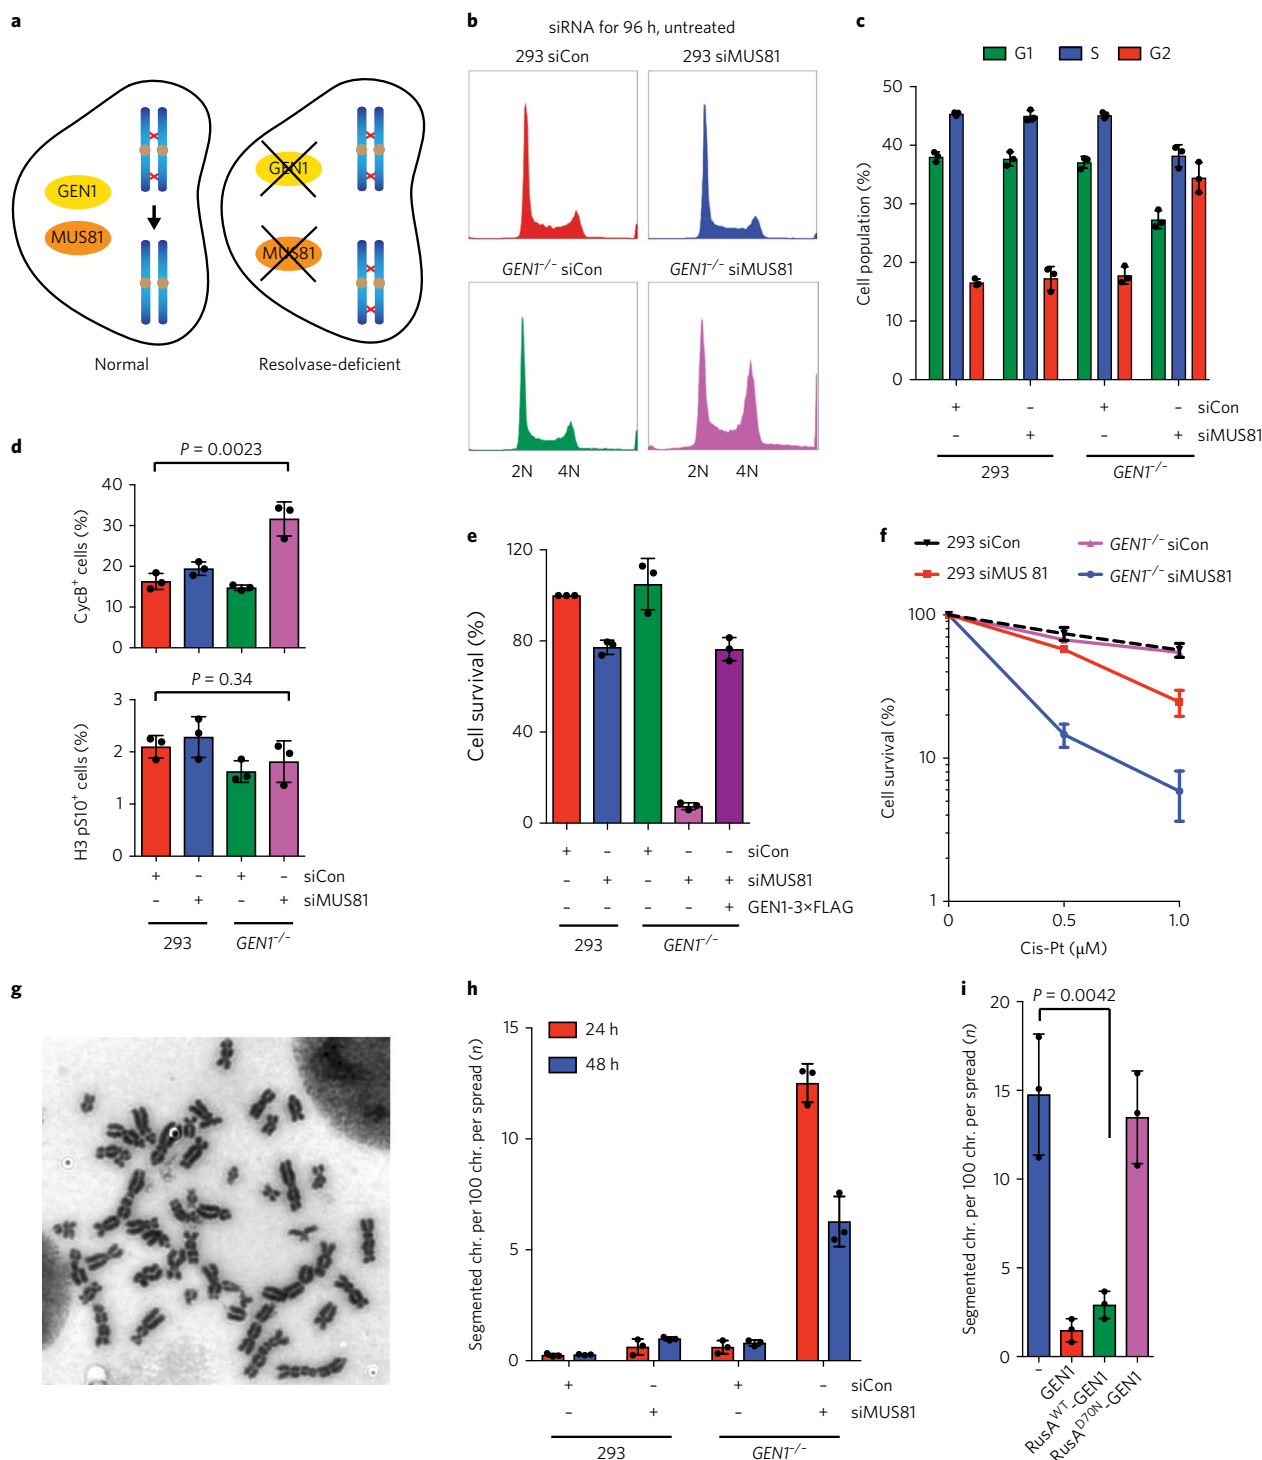 a
GEN1
MUS81
Normal
GEN1
MUS81
Resolvase-deficient
b
siRNA for 96 h, untreated
293 siCon
293 siMUS81
GEN1⁻/⁻ siCon
GEN1⁻/⁻ siMUS81
2N 4N
2N 4N
c
G1 S G2
Cell population (%)
50
40
30
20
10
0
+ – + – siCon
– + – + siMUS81
293 GEN1⁻/⁻
d
P = 0.0023
CycB⁺ cells (%)
40
30
20
10
0
P = 0.34
H3 pS10⁺ cells (%)
3
2
1
0
+ – + – siCon
– + – + siMUS81
293 GEN1⁻/⁻
e
Cell survival (%)
120
80
40
0
+ – + – – siCon
– + – + + siMUS81
– – – – + GEN1-3×FLAG
293 GEN1⁻/⁻
f
293 siCon GEN1⁻/⁻ siCon
293 siMUS 81 GEN1⁻/⁻ siMUS81
Cell survival (%)
100
10
1
0 0.5 1.0
Cis-Pt (μM)
g
h
24 h
48 h
Segmented chr. per 100 chr. per spread (n)
15
10
5
0
+ – + – siCon
– + – + siMUS81
293 GEN1⁻/⁻
i
P = 0.0042
Segmented chr. per 100 chr. per spread (n)
20
15
10
5
0
–
GEN1
RusAᵂᵀ-GEN1
RusAᴰ⁷⁰ᴺ-GEN1